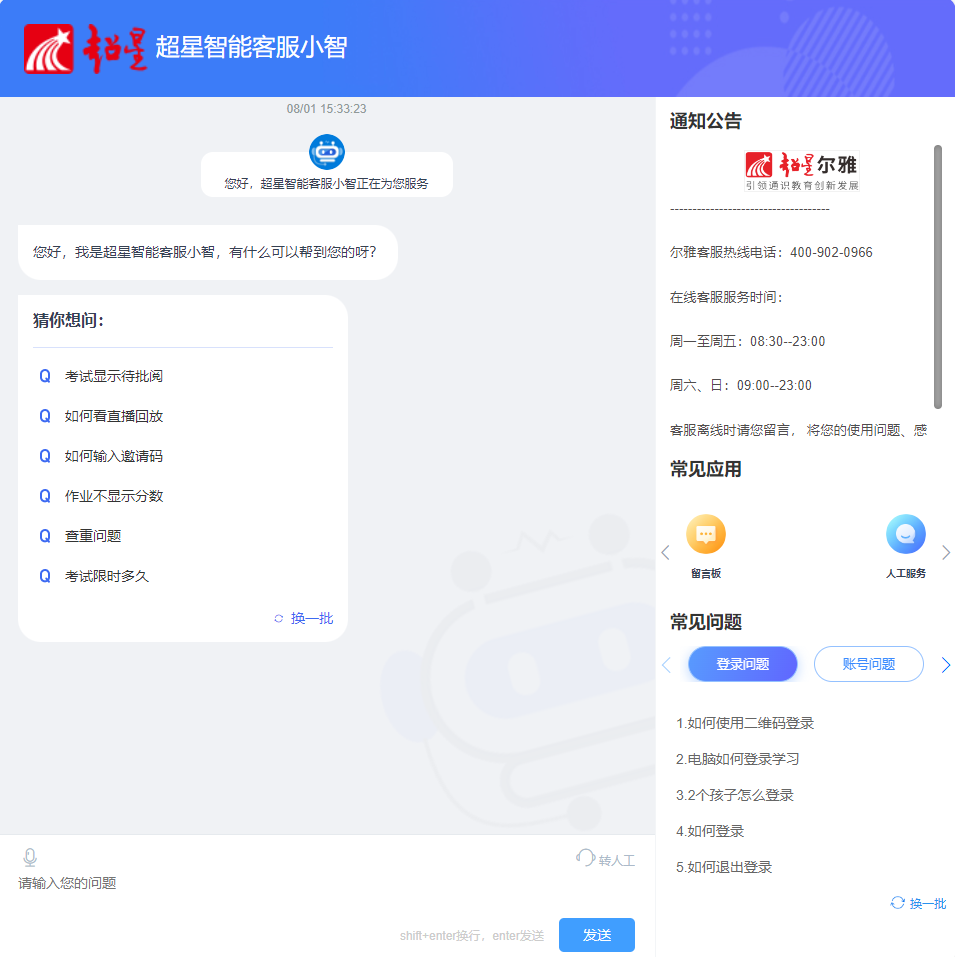 超星 超星智能客服小智
08/01 15:33:23
您好，超星智能客服小智正在为您服务
您好，我是超星智能客服小智，有什么可以帮到您的呀？
猜你想问：
Q 考试显示待批阅
Q 如何看直播回放
Q 如何输入邀请码
Q 作业不显示分数
Q 查重问题
Q 考试限时多久
换一批
转人工
请输入您的问题
shift+enter换行，enter发送
发送
通知公告
超星尔雅
引领通识教育创新发展
------------------------------------
尔雅客服热线电话：400-902-0966
在线客服服务时间：
周一至周五：08:30--23:00
周六、日：09:00--23:00
客服离线时请您留言， 将您的使用问题、感
常见应用
留言板
人工服务
常见问题
登录问题
账号问题
1.如何使用二维码登录
2.电脑如何登录学习
3.2个孩子怎么登录
4.如何登录
5.如何退出登录
换一批